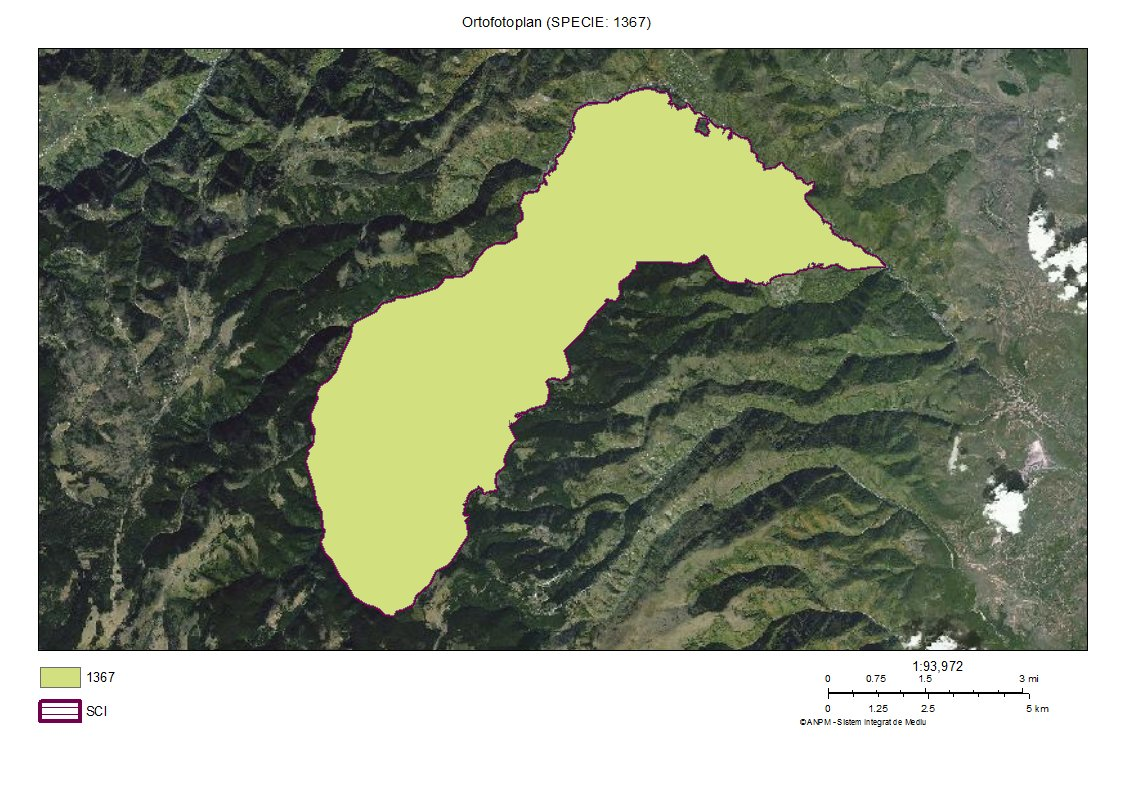 Ortofotoplan (SPECIE: 1367)
1367
SCI
1:93,972
0 0.75 1.5 3 mi
0 1.25 2.5 5 km
©ANPM - Sistem Integrat de Mediu